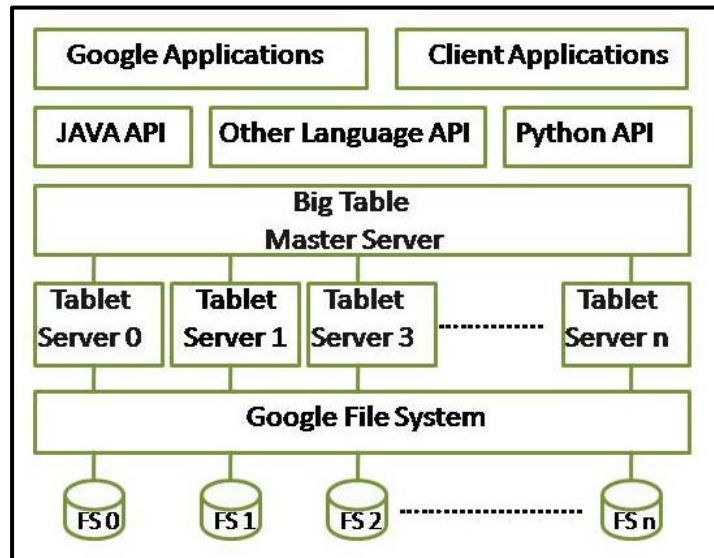 Google Applications
Client Applications
JAVA API
Other Language API
Python API
Big Table
Master Server
Tablet
Server 0
Tablet
Server 1
Tablet
Server 3
Tablet
Server n
Google File System
FS 0
FS 1
FS 2
FS n